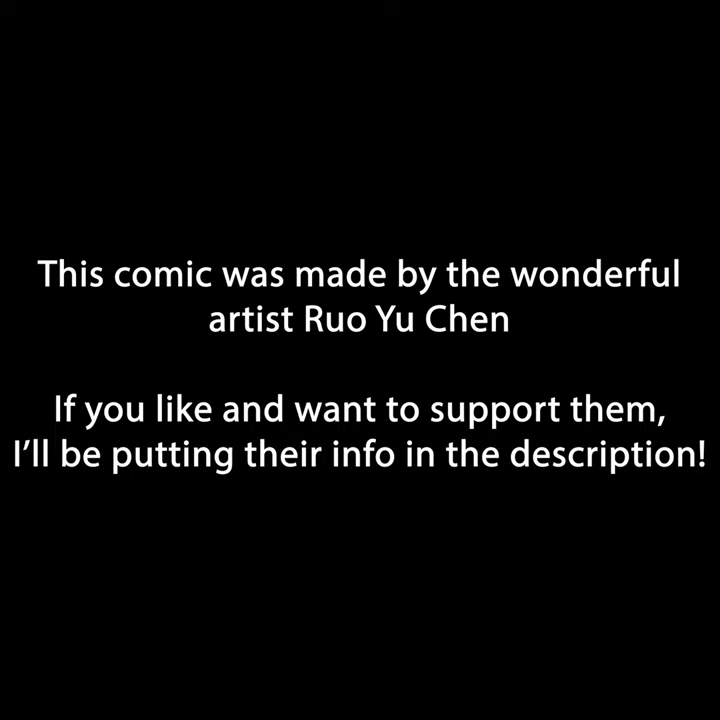 This comic was made by the wonderful
artist Ruo Yu Chen
If you like and want to support them,
I’ll be putting their info in the description!